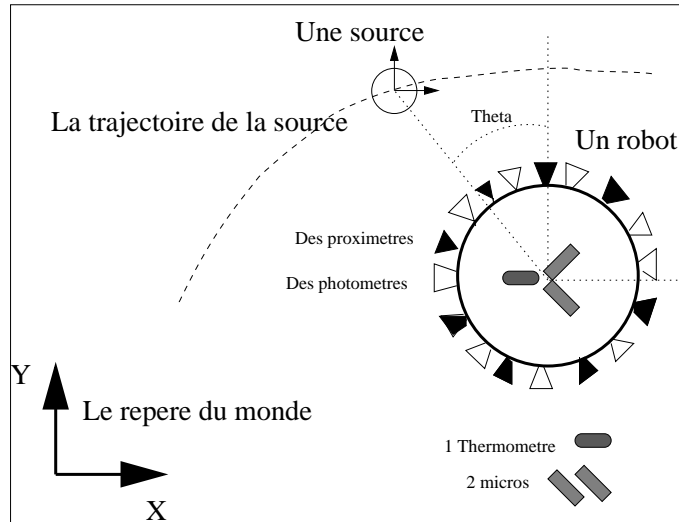 Une source
La trajectoire de la source
Theta
Un robot
Des proximetres
Des photometres
Y
Le repere du monde
X
1 Thermometre
2 micros